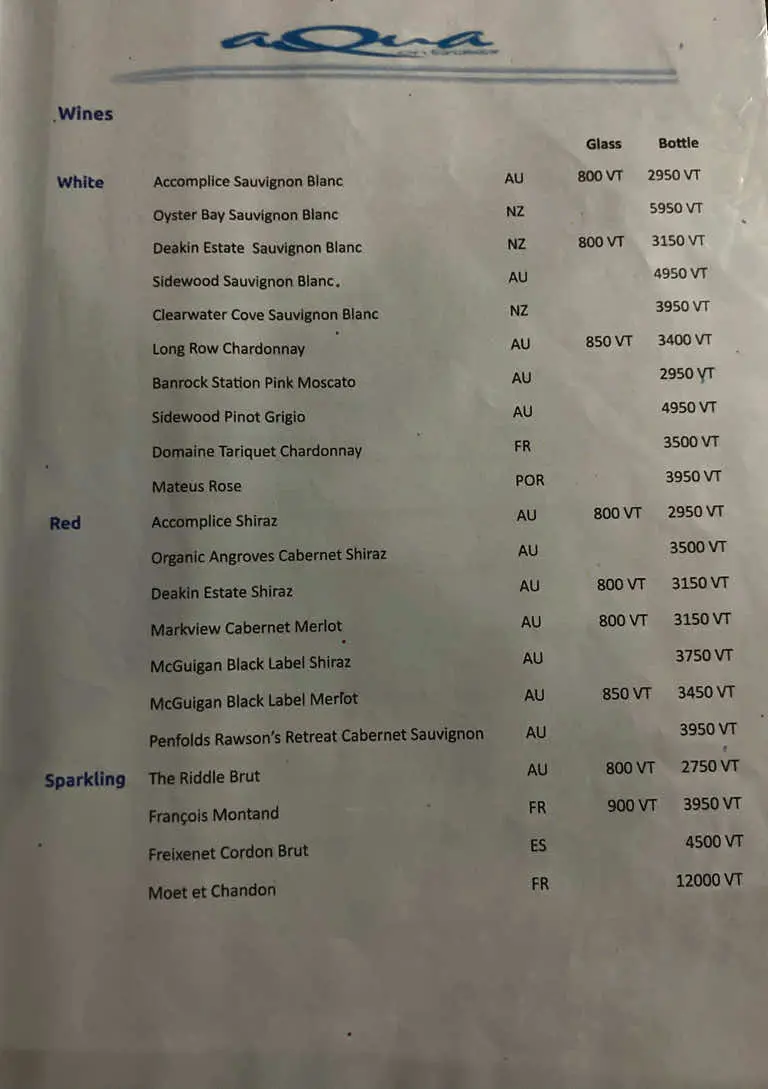 aQua
Wines
Glass Bottle
White Accomplice Sauvignon Blanc AU 800 VT 2950 VT
Oyster Bay Sauvignon Blanc NZ 5950 VT
Deakin Estate Sauvignon Blanc NZ 800 VT 3150 VT
Sidewood Sauvignon Blanc. AU 4950 VT
Clearwater Cove Sauvignon Blanc NZ 3950 VT
Long Row Chardonnay AU 850 VT 3400 VT
Banrock Station Pink Moscato AU 2950 VT
Sidewood Pinot Grigio AU 4950 VT
Domaine Tariquet Chardonnay FR 3500 VT
Mateus Rose POR 3950 VT
Red Accomplice Shiraz AU 800 VT 2950 VT
Organic Angroves Cabernet Shiraz AU 3500 VT
Deakin Estate Shiraz AU 800 VT 3150 VT
Markview Cabernet Merlot AU 800 VT 3150 VT
McGuigan Black Label Shiraz AU 3750 VT
McGuigan Black Label Merlot AU 850 VT 3450 VT
Penfolds Rawson's Retreat Cabernet Sauvignon AU 3950 VT
Sparkling The Riddle Brut AU 800 VT 2750 VT
François Montand FR 900 VT 3950 VT
Freixenet Cordon Brut ES 4500 VT
Moet et Chandon FR 12000 VT